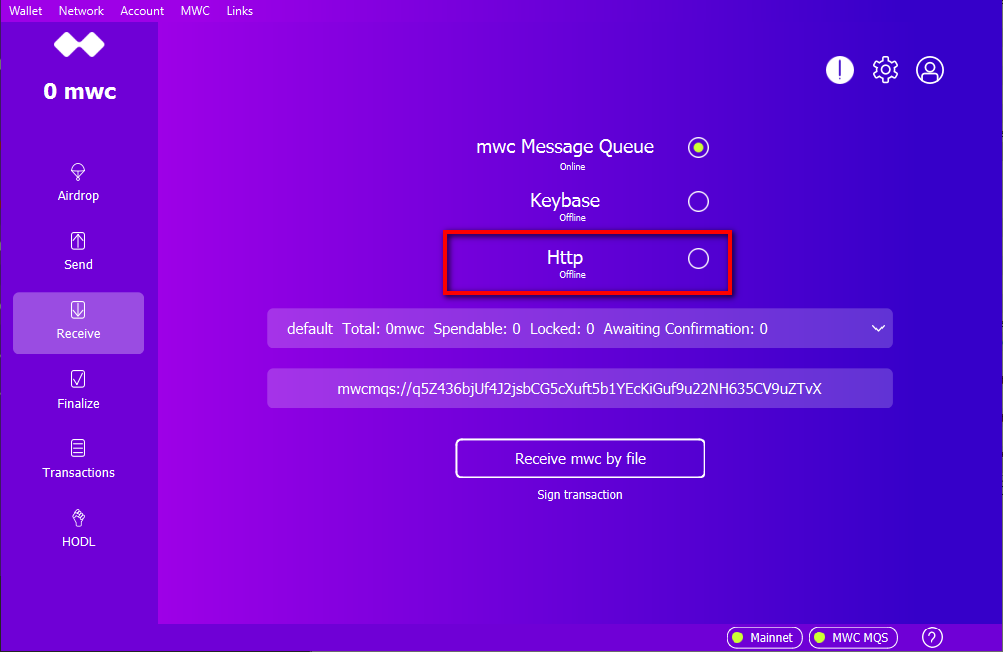 Wallet Network Account MWC Links
0 mwc
Airdrop
Send
Receive
Finalize
Transactions
HODL
mwc Message Queue
Online
Keybase
Offline
Http
Offline
default Total: 0mwc Spendable: 0 Locked: 0 Awaiting Confirmation: 0
mwcmqs://q5Z436bjUf4J2jsbCG5cXuft5b1YEcKiGuf9u22NH635CV9uZTvX
Receive mwc by file
Sign transaction
Mainnet MWC MQS ?